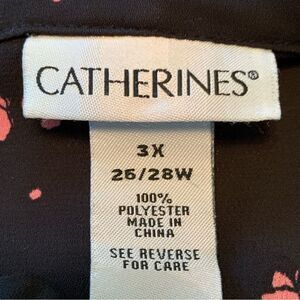 CATHERINES®
3X
26/28W
100%
POLYESTER
MADE IN
CHINA
SEE REVERSE
FOR CARE